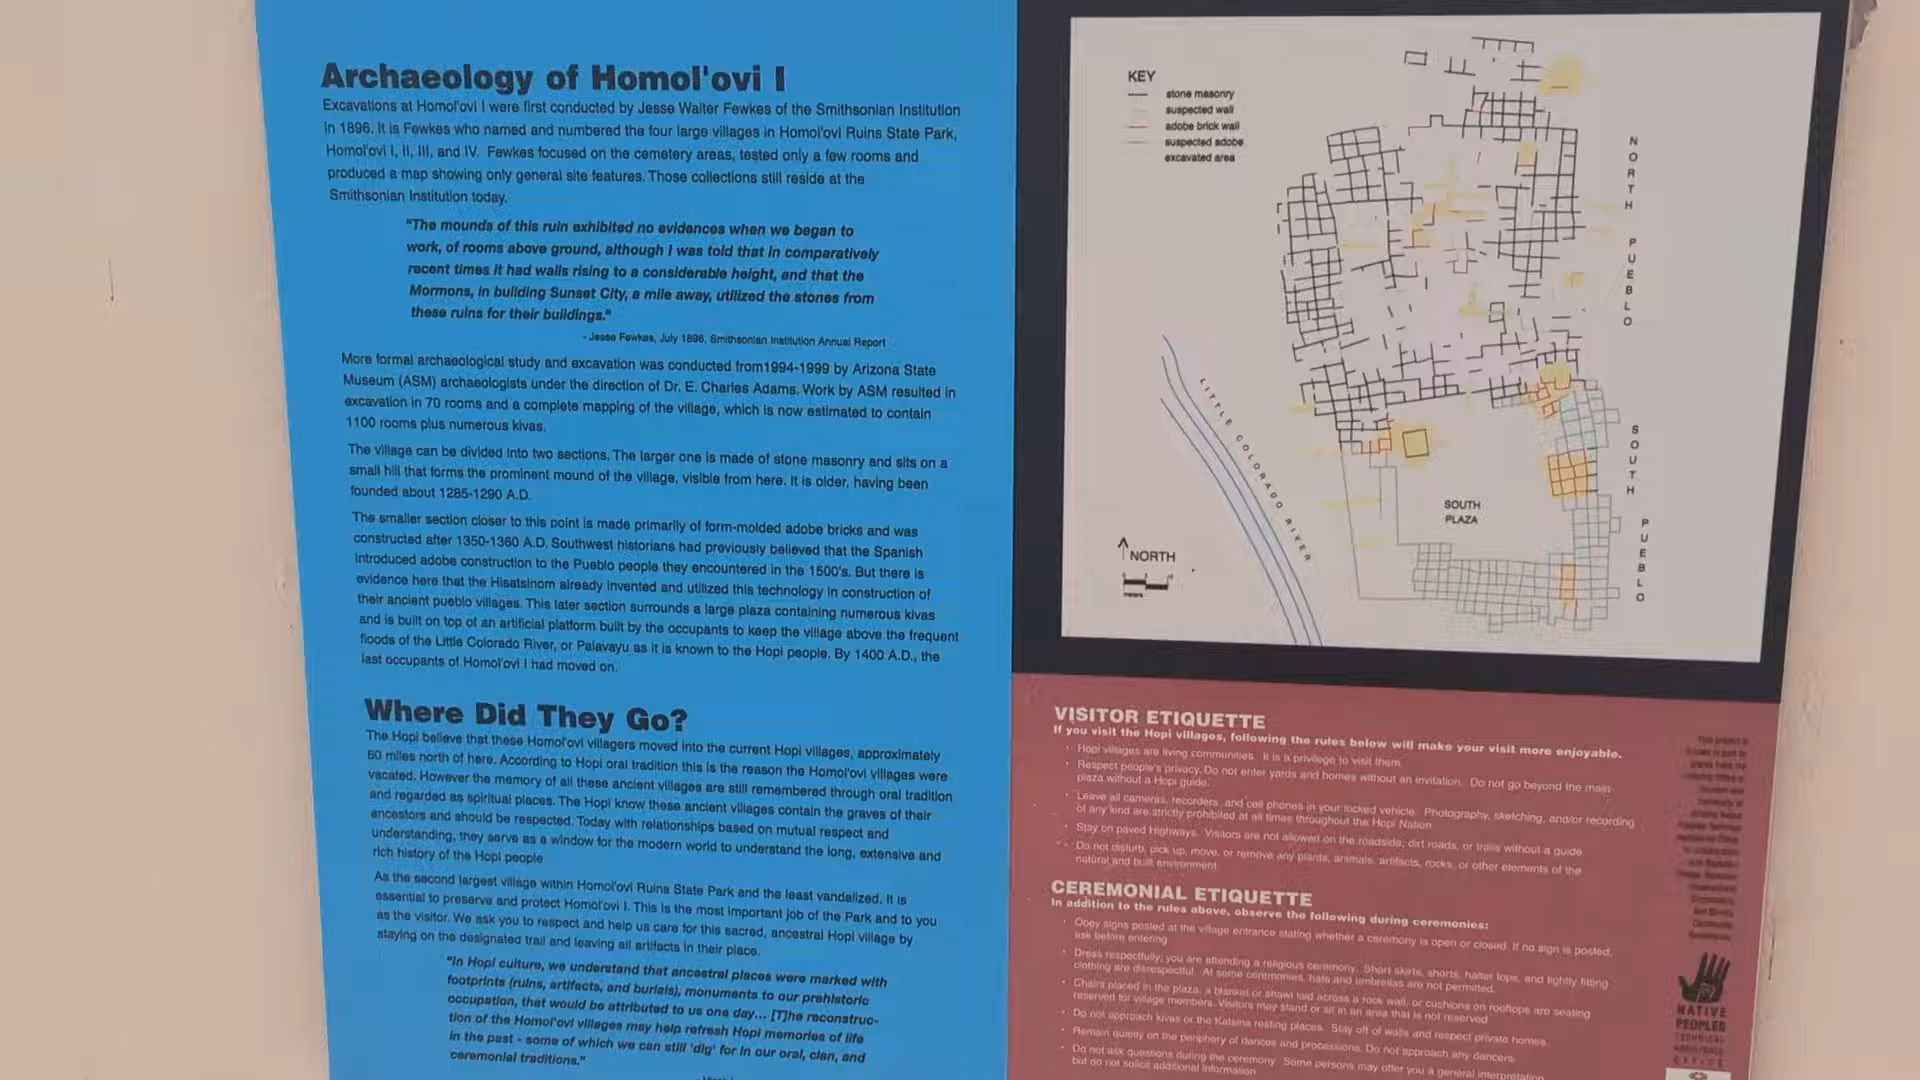 Archaeology of Homol'ovi I
Excavations at Homol'ovi I were first conducted by Jesse Walter Fewkes of the Smithsonian Institution
in 1896. It is Fewkes who named and numbered the four large villages in Homol'ovi Ruins State Park,
Homol'ovi I, II, III, and IV. Fewkes focused on the cemetery areas, tested only a few rooms and
produced a map showing only general site features. Those collections still reside at the
Smithsonian Institution today.
"The mounds of this ruin exhibited no evidences when we began to
work, of rooms above ground, although I was told that in comparatively
recent times it had walls rising to a considerable height, and that the
Mormons, in building Sunset City, a mile away, utilized the stones from
these ruins for their buildings."
- Jesse Fewkes, July 1896, Smithsonian Institution Annual Report
More formal archaeological study and excavation was conducted from1994-1999 by Arizona State
Museum (ASM) archaeologists under the direction of Dr. E. Charles Adams. Work by ASM resulted in
excavation in 70 rooms and a complete mapping of the village, which is now estimated to contain
1100 rooms plus numerous kivas.
The village can be divided into two sections. The larger one is made of stone masonry and sits on a
small hill that forms the prominent mound of the village, visible from here. It is older, having been
founded about 1285-1290 A.D.
The smaller section closer to this point is made primarily of form-molded adobe bricks and was
constructed after 1350-1360 A.D. Southwest historians had previously believed that the Spanish
introduced adobe construction to the Pueblo people they encountered in the 1500's. But there is
evidence here that the Hisatsinom already invented and utilized this technology in construction of
their ancient pueblo villages. This later section surrounds a large plaza containing numerous kivas
and is built on top of an artificial platform built by the occupants to keep the village above the frequent
floods of the Little Colorado River, or Palavayu as it is known to the Hopi people. By 1400 A.D., the
last occupants of Homol'ovi I had moved on.
Where Did They Go?
The Hopi believe that these Homol'ovi villagers moved into the current Hopi villages, approximately
60 miles north of here. According to Hopi oral tradition this is the reason the Homol'ovi villages were
vacated. However the memory of all these ancient villages are still remembered through oral tradition
and regarded as spiritual places. The Hopi know these ancient villages contain the graves of their
ancestors and should be respected. Today with relationships based on mutual respect and
understanding, they serve as a window for the modern world to understand the long, extensive and
rich history of the Hopi people
As the second largest village within Homol'ovi Ruins State Park and the least vandalized. It is
essential to preserve and protect Homol'ovi I. This is the most important job of the Park and to you
as the visitor. We ask you to respect and help us care for this sacred, ancestral Hopi village by
staying on the designated trail and leaving all artifacts in their place.
"In Hopi culture, we understand that ancestral places were marked with
footprints (ruins, artifacts, and burials), monuments to our prehistoric
occupation, that would be attributed to us one day... [T]he reconstruc-
tion of the Homol'ovi villages may help refresh Hopi memories of life
in the past - some of which we can still 'dig' for in our oral, clan, and
ceremonial traditions."
KEY
stone masonry
suspected wall
adobe brick wall
suspected adobe
excavated area
NORTH PUEBLO
LITTLE COLORADO RIVER
SOUTH PUEBLO
SOUTH
PLAZA
NORTH
meters
VISITOR ETIQUETTE
If you visit the Hopi villages, following the rules below will make your visit more enjoyable.
· Hopi villages are living communities. It is a privilege to visit them.
· Respect people's privacy. Do not enter yards and homes without an invitation. Do not go beyond the main
plaza without a Hopi guide.
· Leave all cameras, recorders, and cell phones in your locked vehicle. Photography, sketching, and/or recording
of any kind are strictly prohibited at all times throughout the Hopi Nation
· Stay on paved Highways. Visitors are not allowed on the roadside, dirt roads, or trails without a guide
· Do not disturb, pick up, move, or remove any plants, animals, artifacts, rocks, or other elements of the
natural and built environment
CEREMONIAL ETIQUETTE
In addition to the rules above, observe the following during ceremonies:
· Obey signs posted at the village entrance stating whether a ceremony is open or closed. If no sign is posted,
ask before entering
· Dress respectfully; you are attending a religious ceremony. Short skirts, shorts, halter tops, and tightly fitting
clothing are disrespectful. At some ceremonies, hats and umbrellas are not permitted.
· Chairs placed in the plaza, a blanket or shawl laid across a rock wall, or cushions on rooftops are seating
reserved for village members. Visitors may stand or sit in an area that is not reserved
· Do not approach kivas or the Katsina resting places. Stay off of walls and respect private homes.
· Remain quietly on the periphery of dances and processions. Do not approach any dancers.
· Do not ask questions during the ceremony. Some persons may offer you a general interpretation
but do not solicit additional information
NATIVE
PEOPLES
TECHNICAL
ASSISTANCE
OFFICE